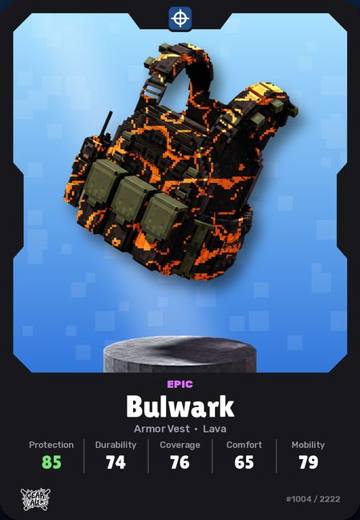 EPIC
Bulwark
Armor Vest • Lava
Protection Durability Coverage Comfort Mobility
85 74 76 65 79
#1004 / 2222